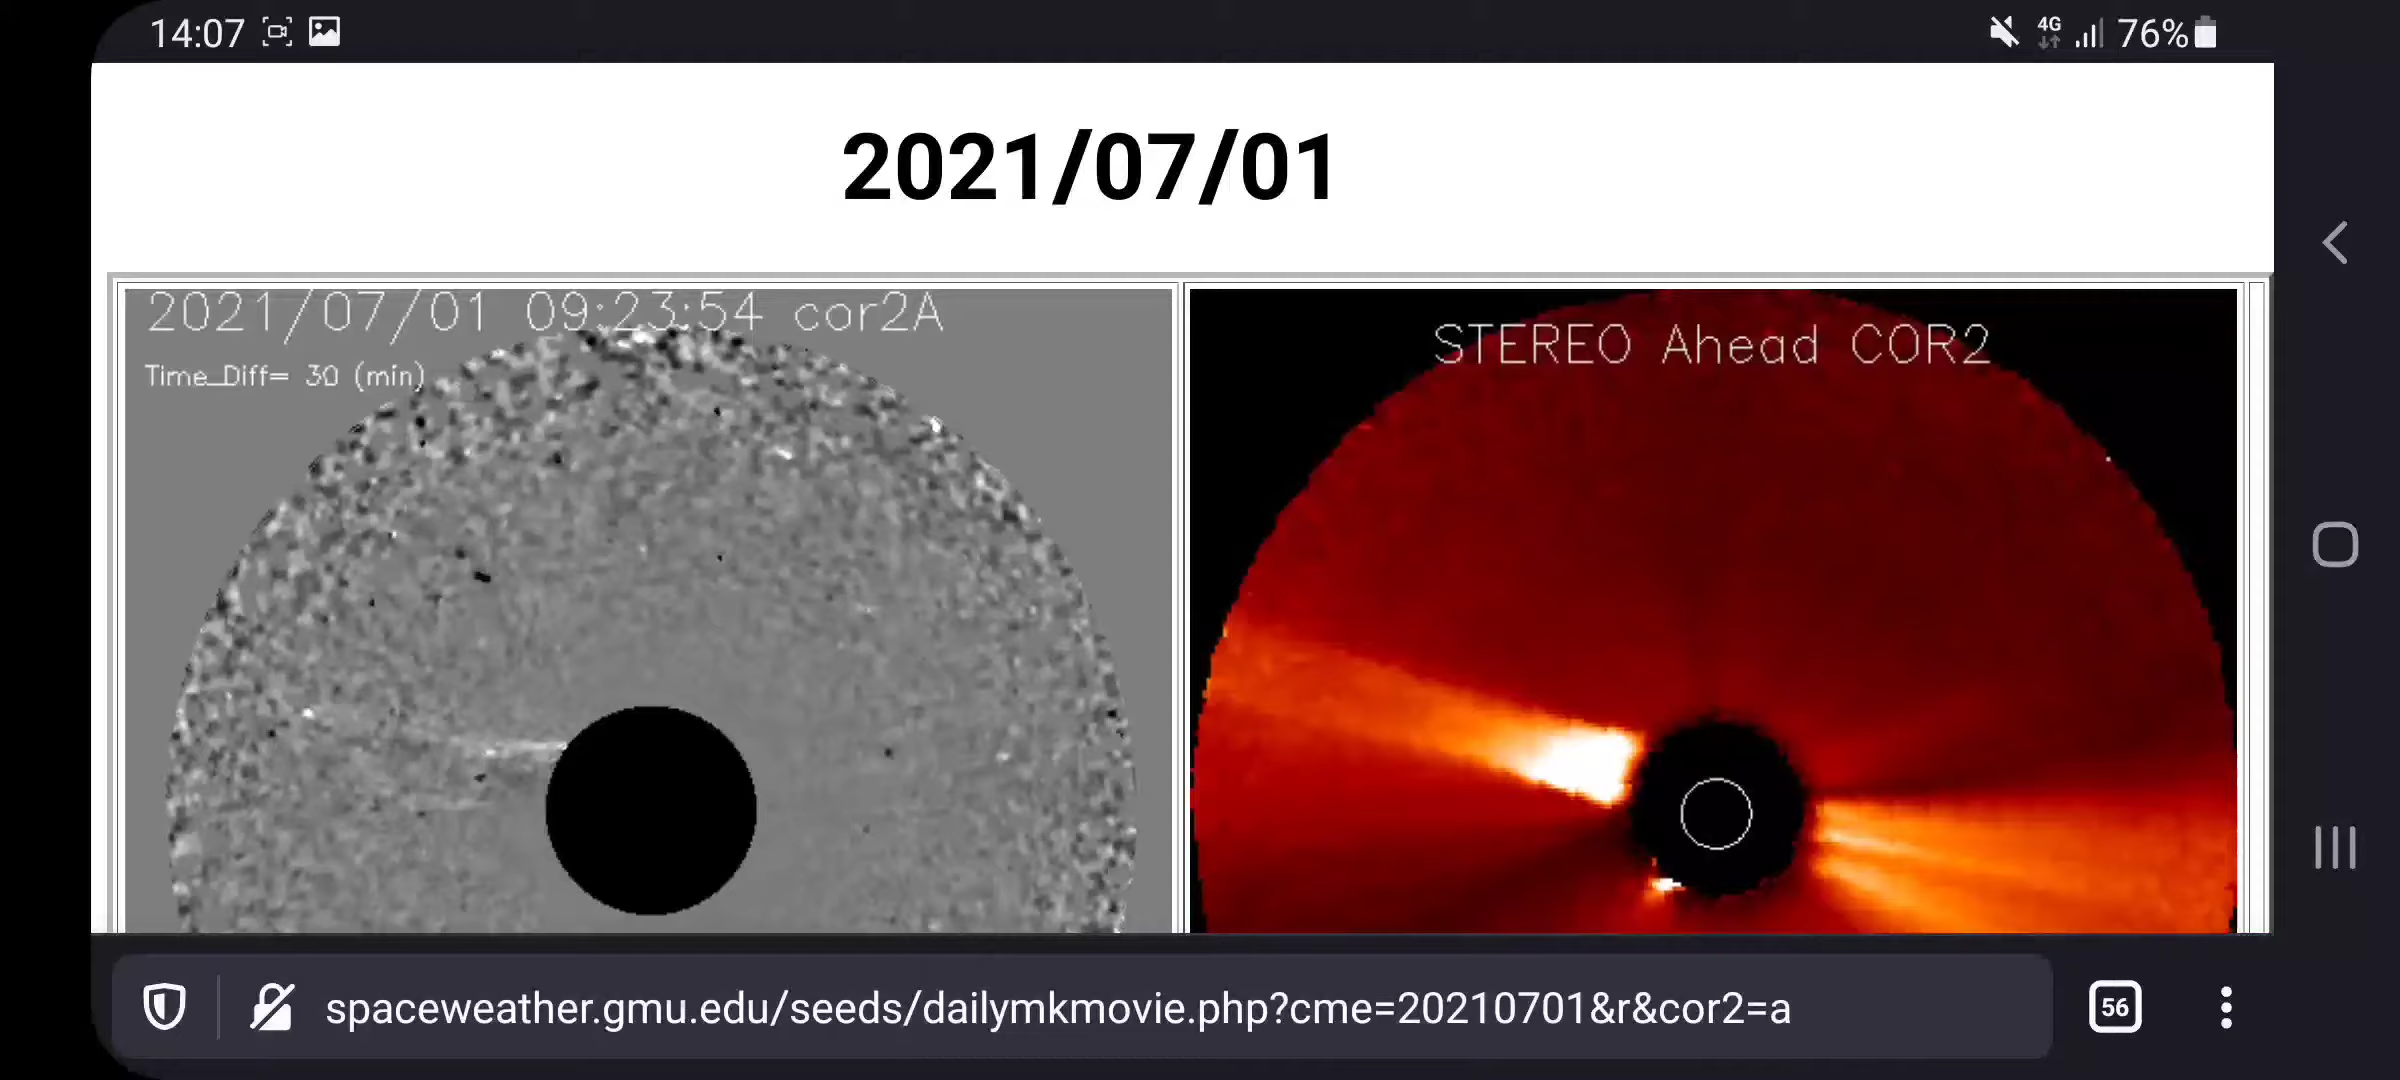 14:07
4G
76%
2021/07/01
2021/07/01 09:23:54 cor2A
Time_Diff= 30 (min)
STEREO Ahead COR2
spaceweather.gmu.edu/seeds/dailymkmovie.php?cme=20210701&r&cor2=a
56